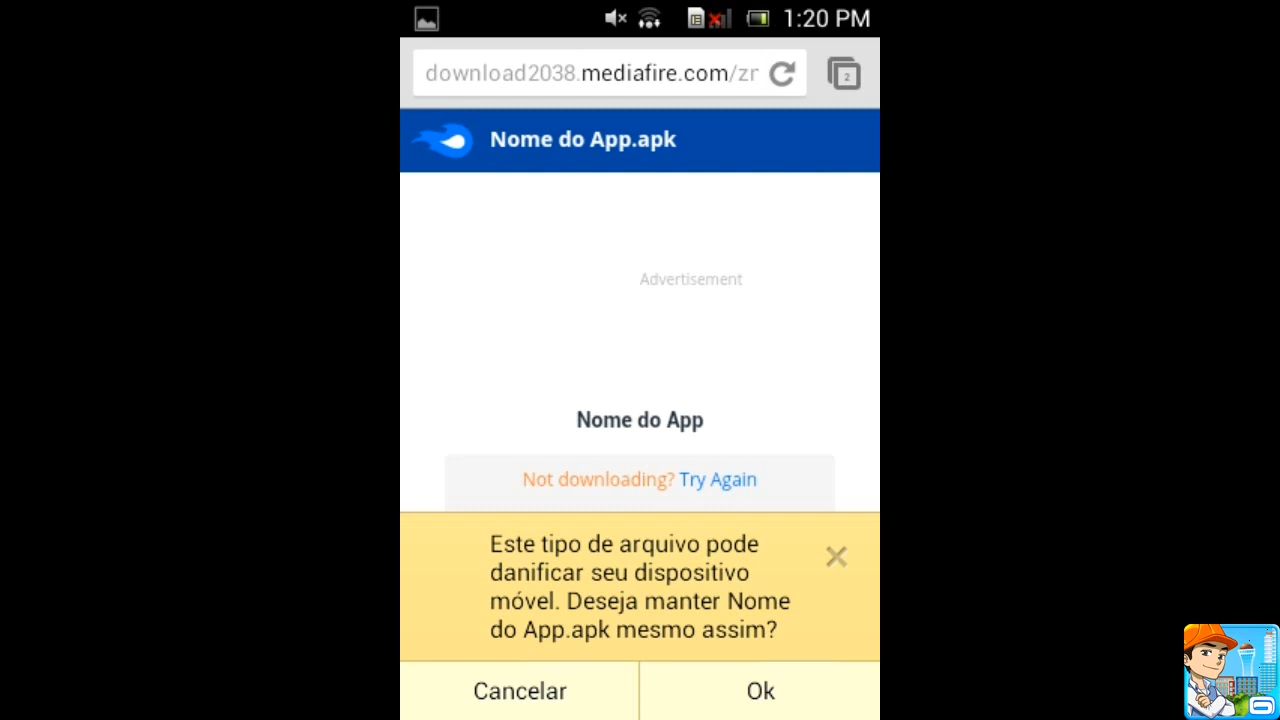 1:20 PM
download2038.mediafire.com/zr
2
Nome do App.apk
Advertisement
Nome do App
Not downloading? Try Again
Este tipo de arquivo pode
danificar seu dispositivo
móvel. Deseja manter Nome
do App.apk mesmo assim?
Cancelar Ok